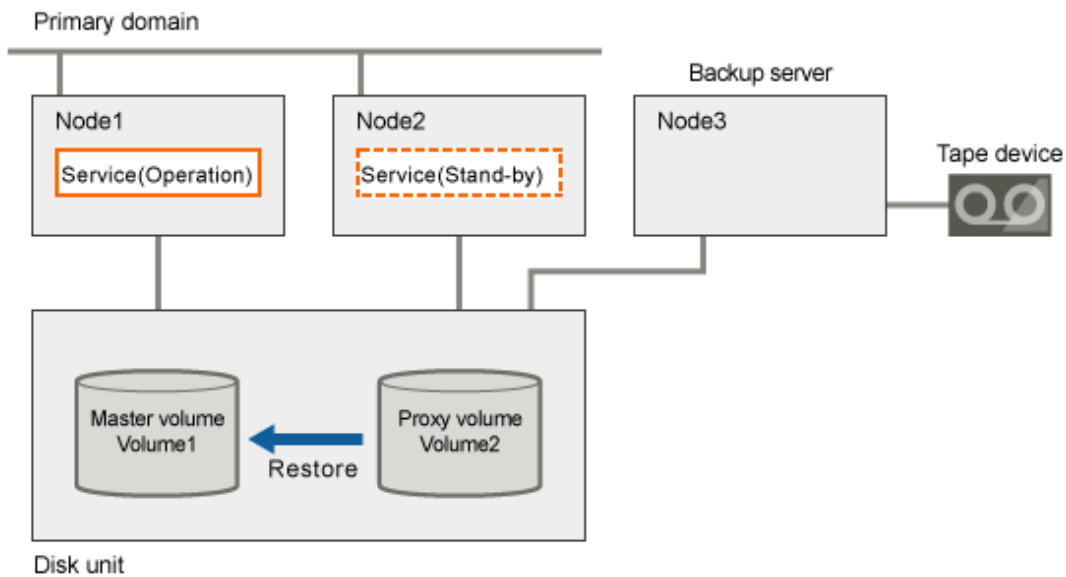 Primary domain
Backup server
Node1
Node2
Node3
Service(Operation)
Service(Stand-by)
Tape device
Master volume
Volume1
Proxy volume
Volume2
Restore
Disk unit